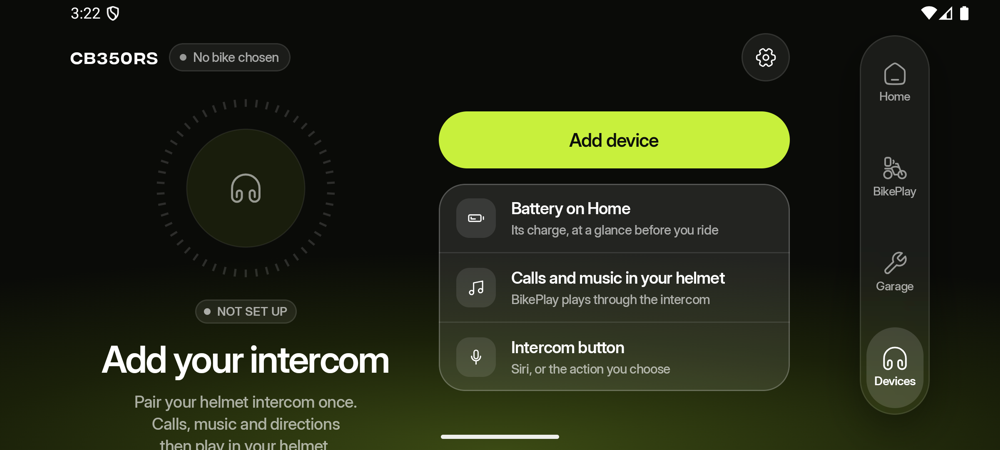 3:22
CB350RS
No bike chosen
NOT SET UP
Add your intercom
Pair your helmet intercom once.
Calls, music and directions
then play in your helmet.
Add device
Battery on Home
Its charge, at a glance before you ride
Calls and music in your helmet
BikePlay plays through the intercom
Intercom button
Siri, or the action you choose
Home
BikePlay
Garage
Devices